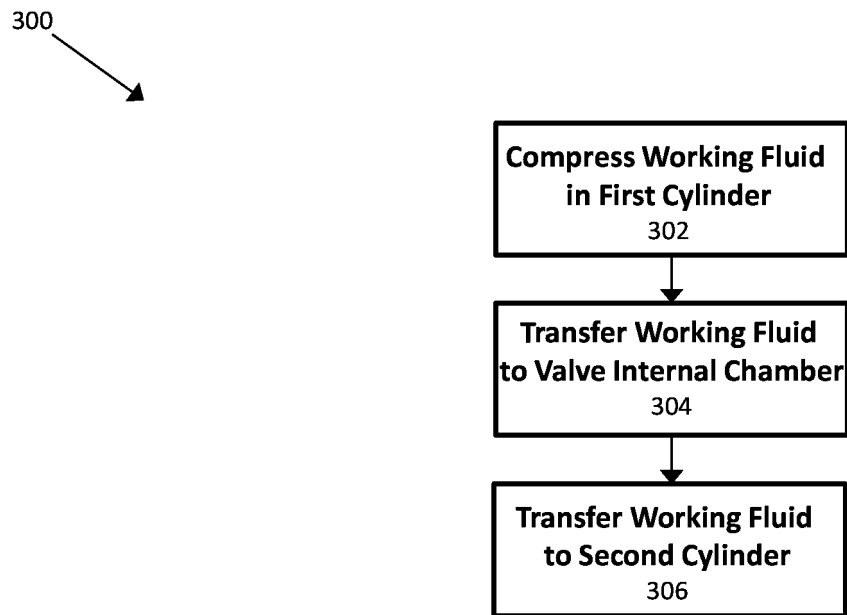 300
Compress Working Fluid
in First Cylinder
302
Transfer Working Fluid
to Valve Internal Chamber
304
Transfer Working Fluid
to Second Cylinder
306